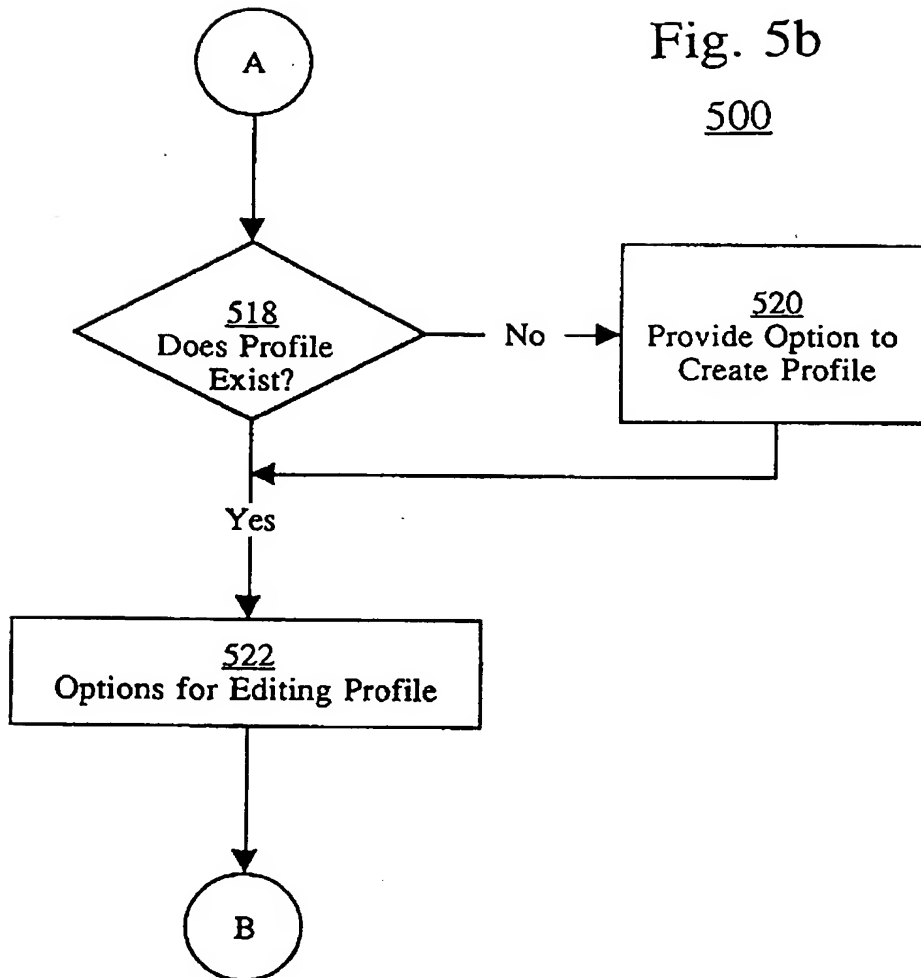 A
Fig. 5b
500
518
Does Profile
Exist?
No
520
Provide Option to
Create Profile
Yes
522
Options for Editing Profile
B